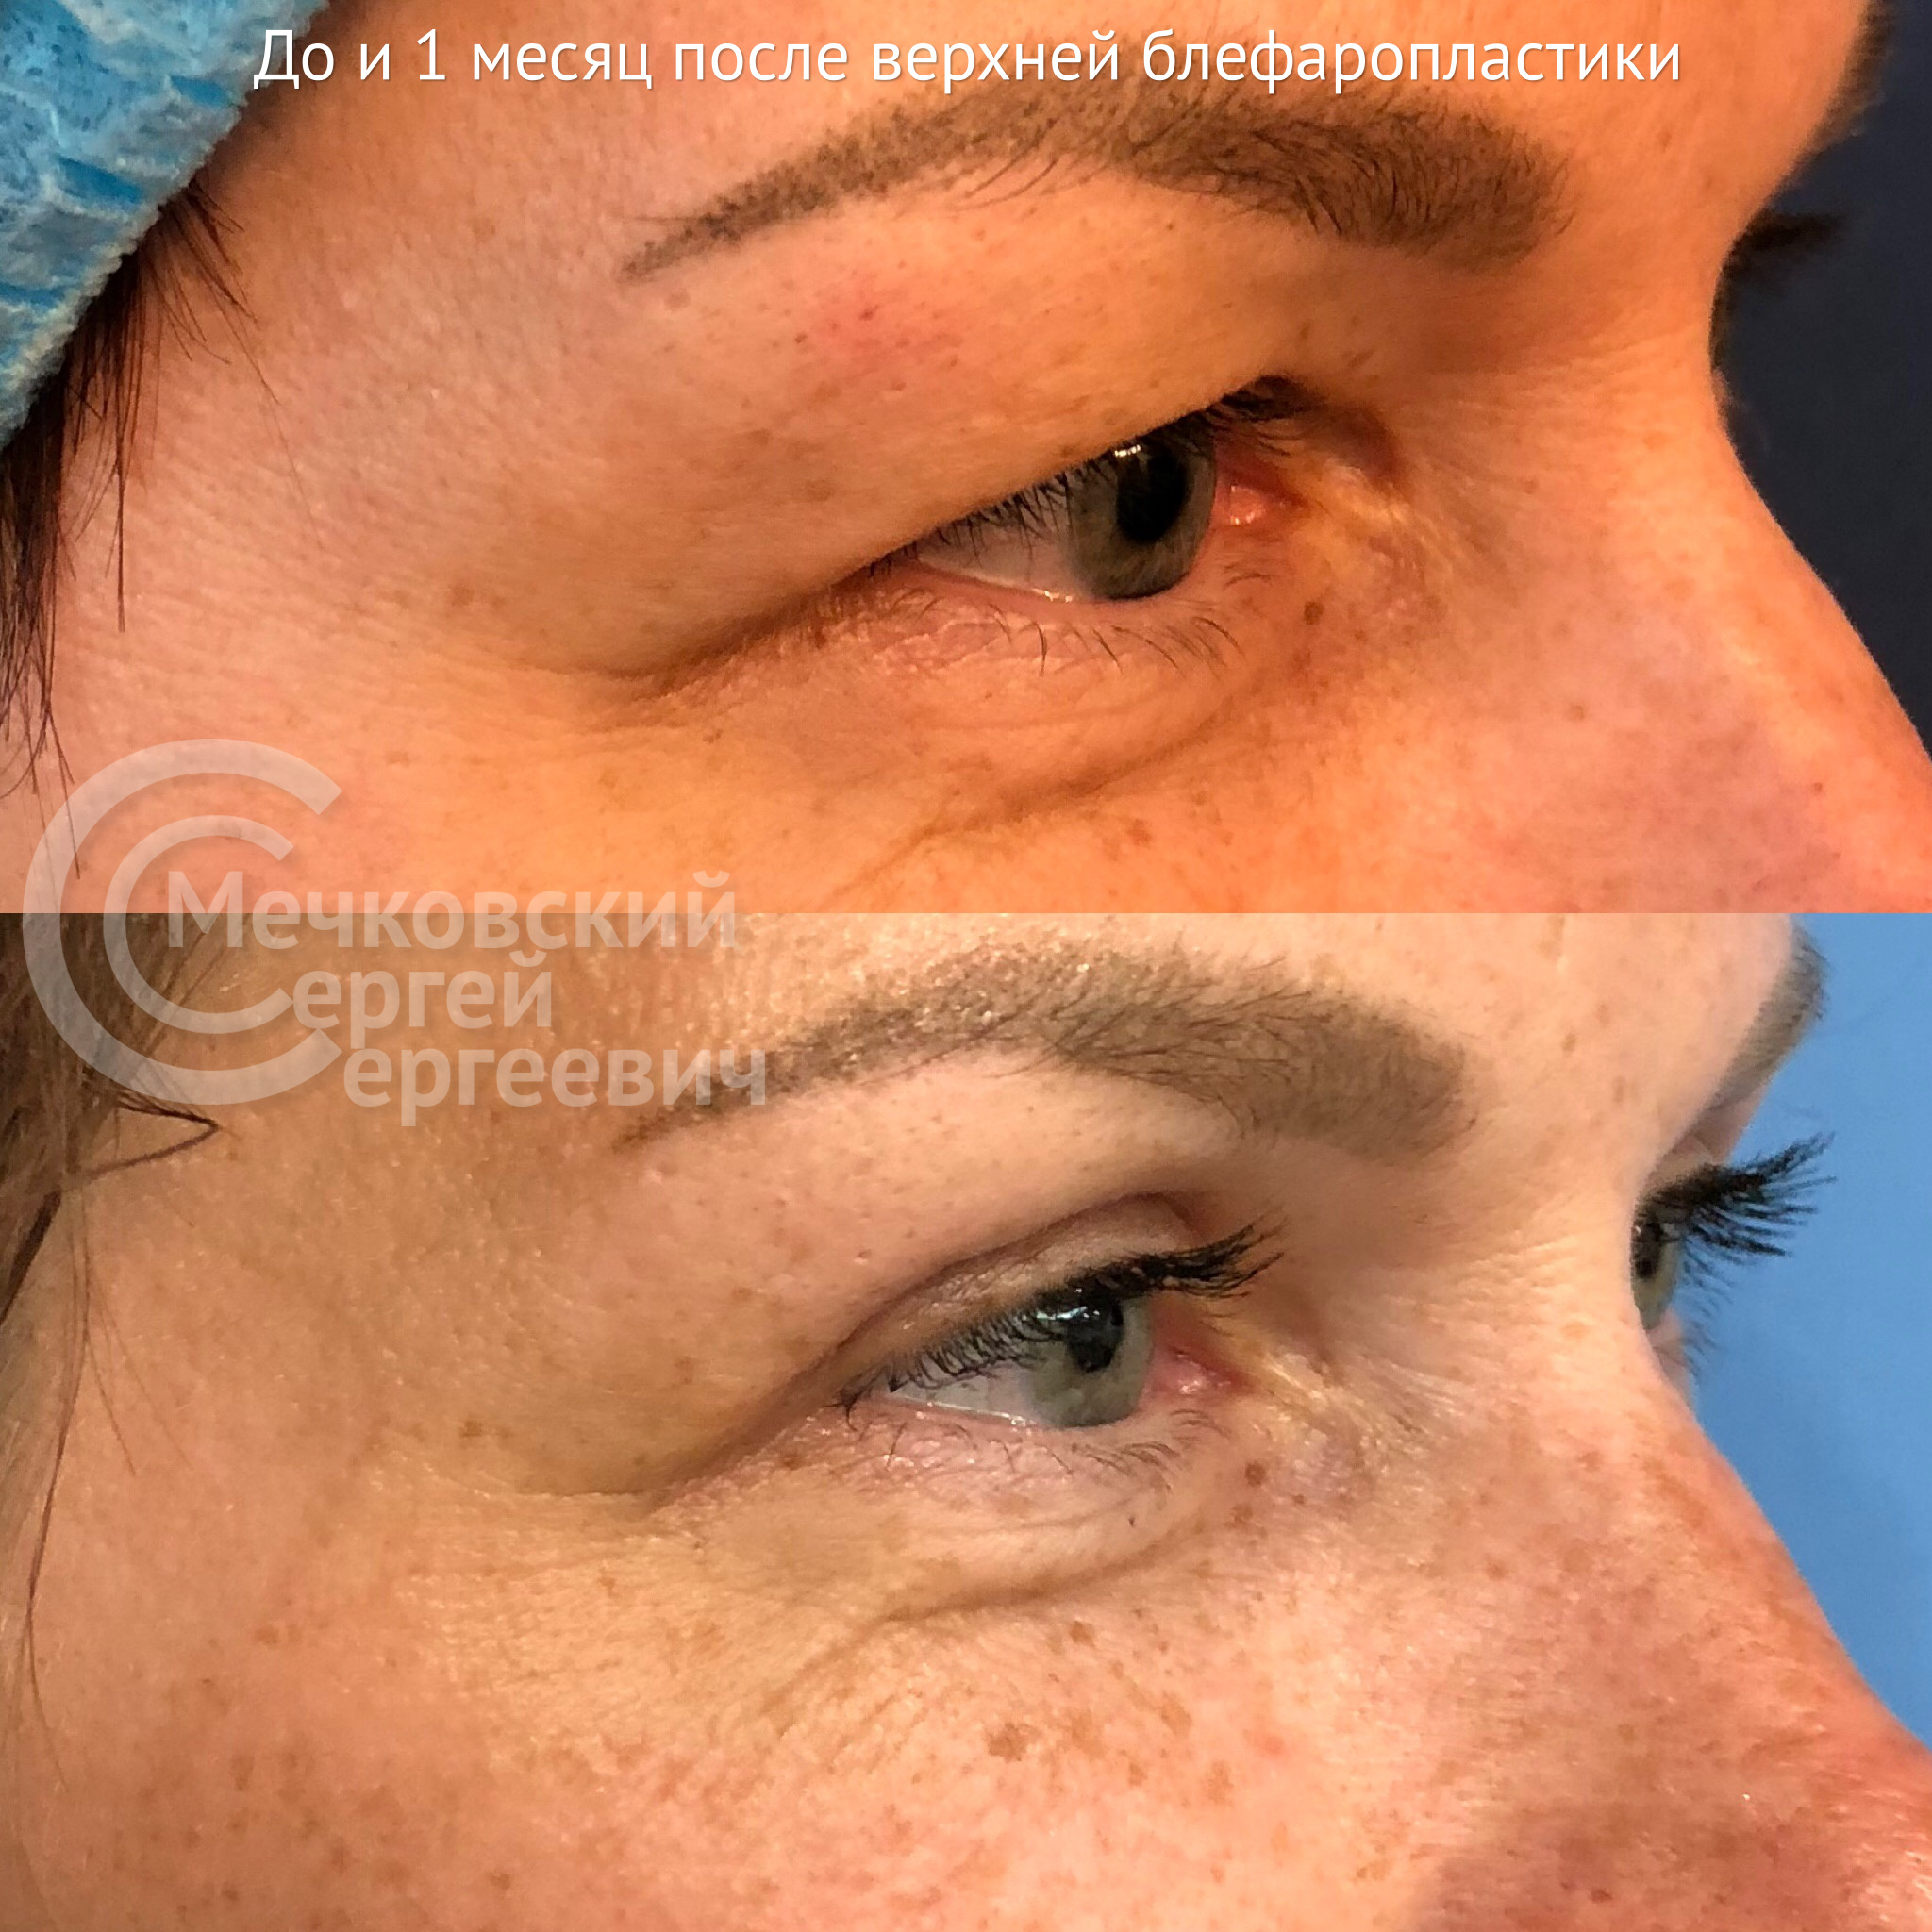 До и 1 месяц после верхней блефаропластики
Мечковский
Сергей
Сергеевич